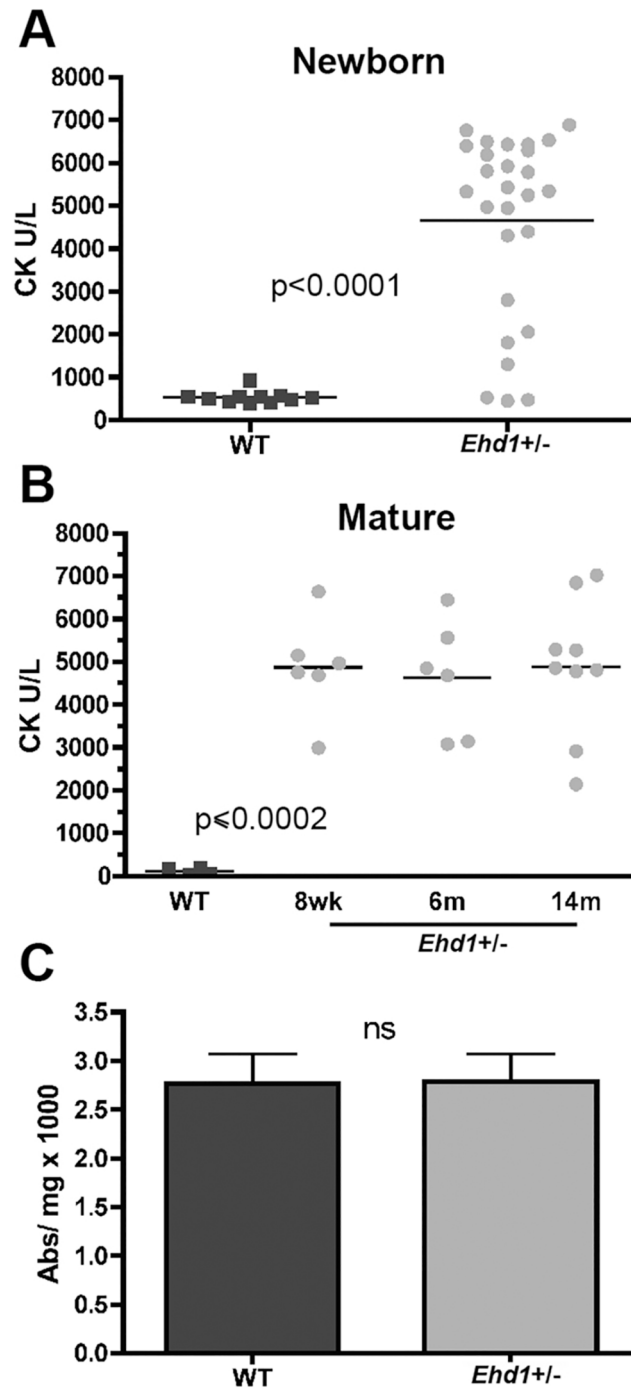 A
Newborn
8000
7000
6000
5000
4000
3000
2000
1000
0
CK U/L
p<0.0001
WT
Ehd1+/-
B
Mature
8000
7000
6000
5000
4000
3000
2000
1000
0
CK U/L
p⩽0.0002
WT 8wk 6m 14m
Ehd1+/-
C
3.5
3.0
2.5
2.0
1.5
1.0
0.5
0.0
Abs/ mg x 1000
ns
WT
Ehd1+/-